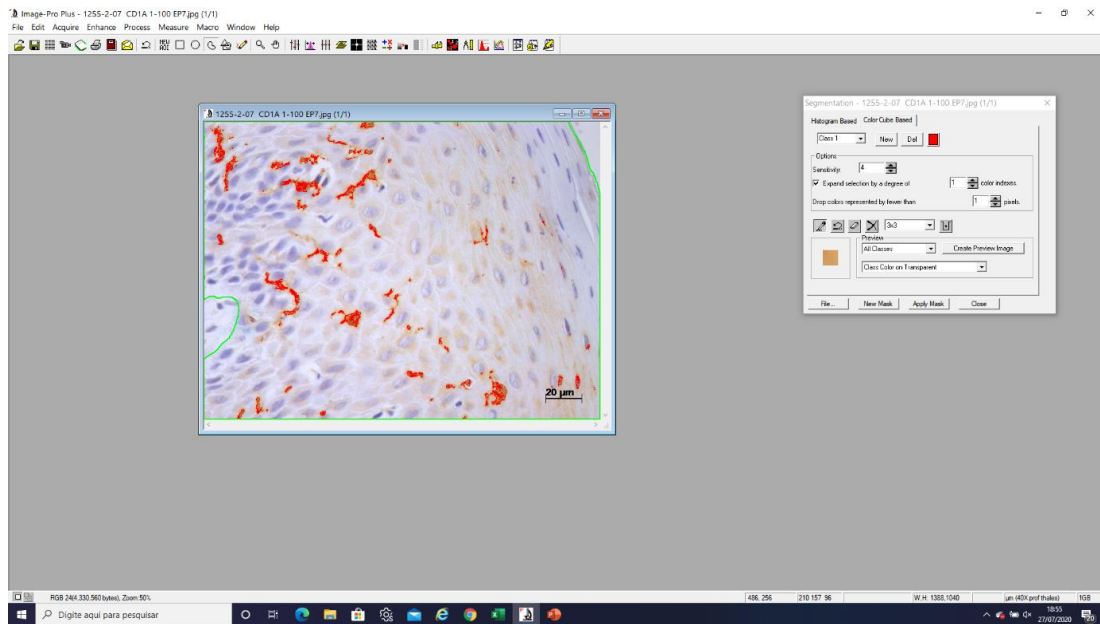 Image-Pro Plus - 1255-2-07 CD1A 1-100 EP7.jpg (1/1)
File Edit Acquire Enhance Process Measure Macro Window Help
1255-2-07 CD1A 1-100 EP7.jpg (1/1)
20 µm
Segmentation - 1255-2-07 CD1A 1-100 EP7.jpg (1/1)
Histogram Based Color Cube Based
Class 1 New Del
Options
Sensitivity: 4
Expand selection by a degree of 1 color indexes.
Drop colors represented by fewer than 1 pixels.
3x3
Preview
All Classes Create Preview Image
Class Color on Transparent
File... New Mask Apply Mask Close
RGB 24(4,330,560 bytes), Zoom 50% 486, 256 210 157 96 W,H: 1388,1040 µm (40X prof thales) 1GB
Digite aqui para pesquisar
18:55
27/07/2020
20